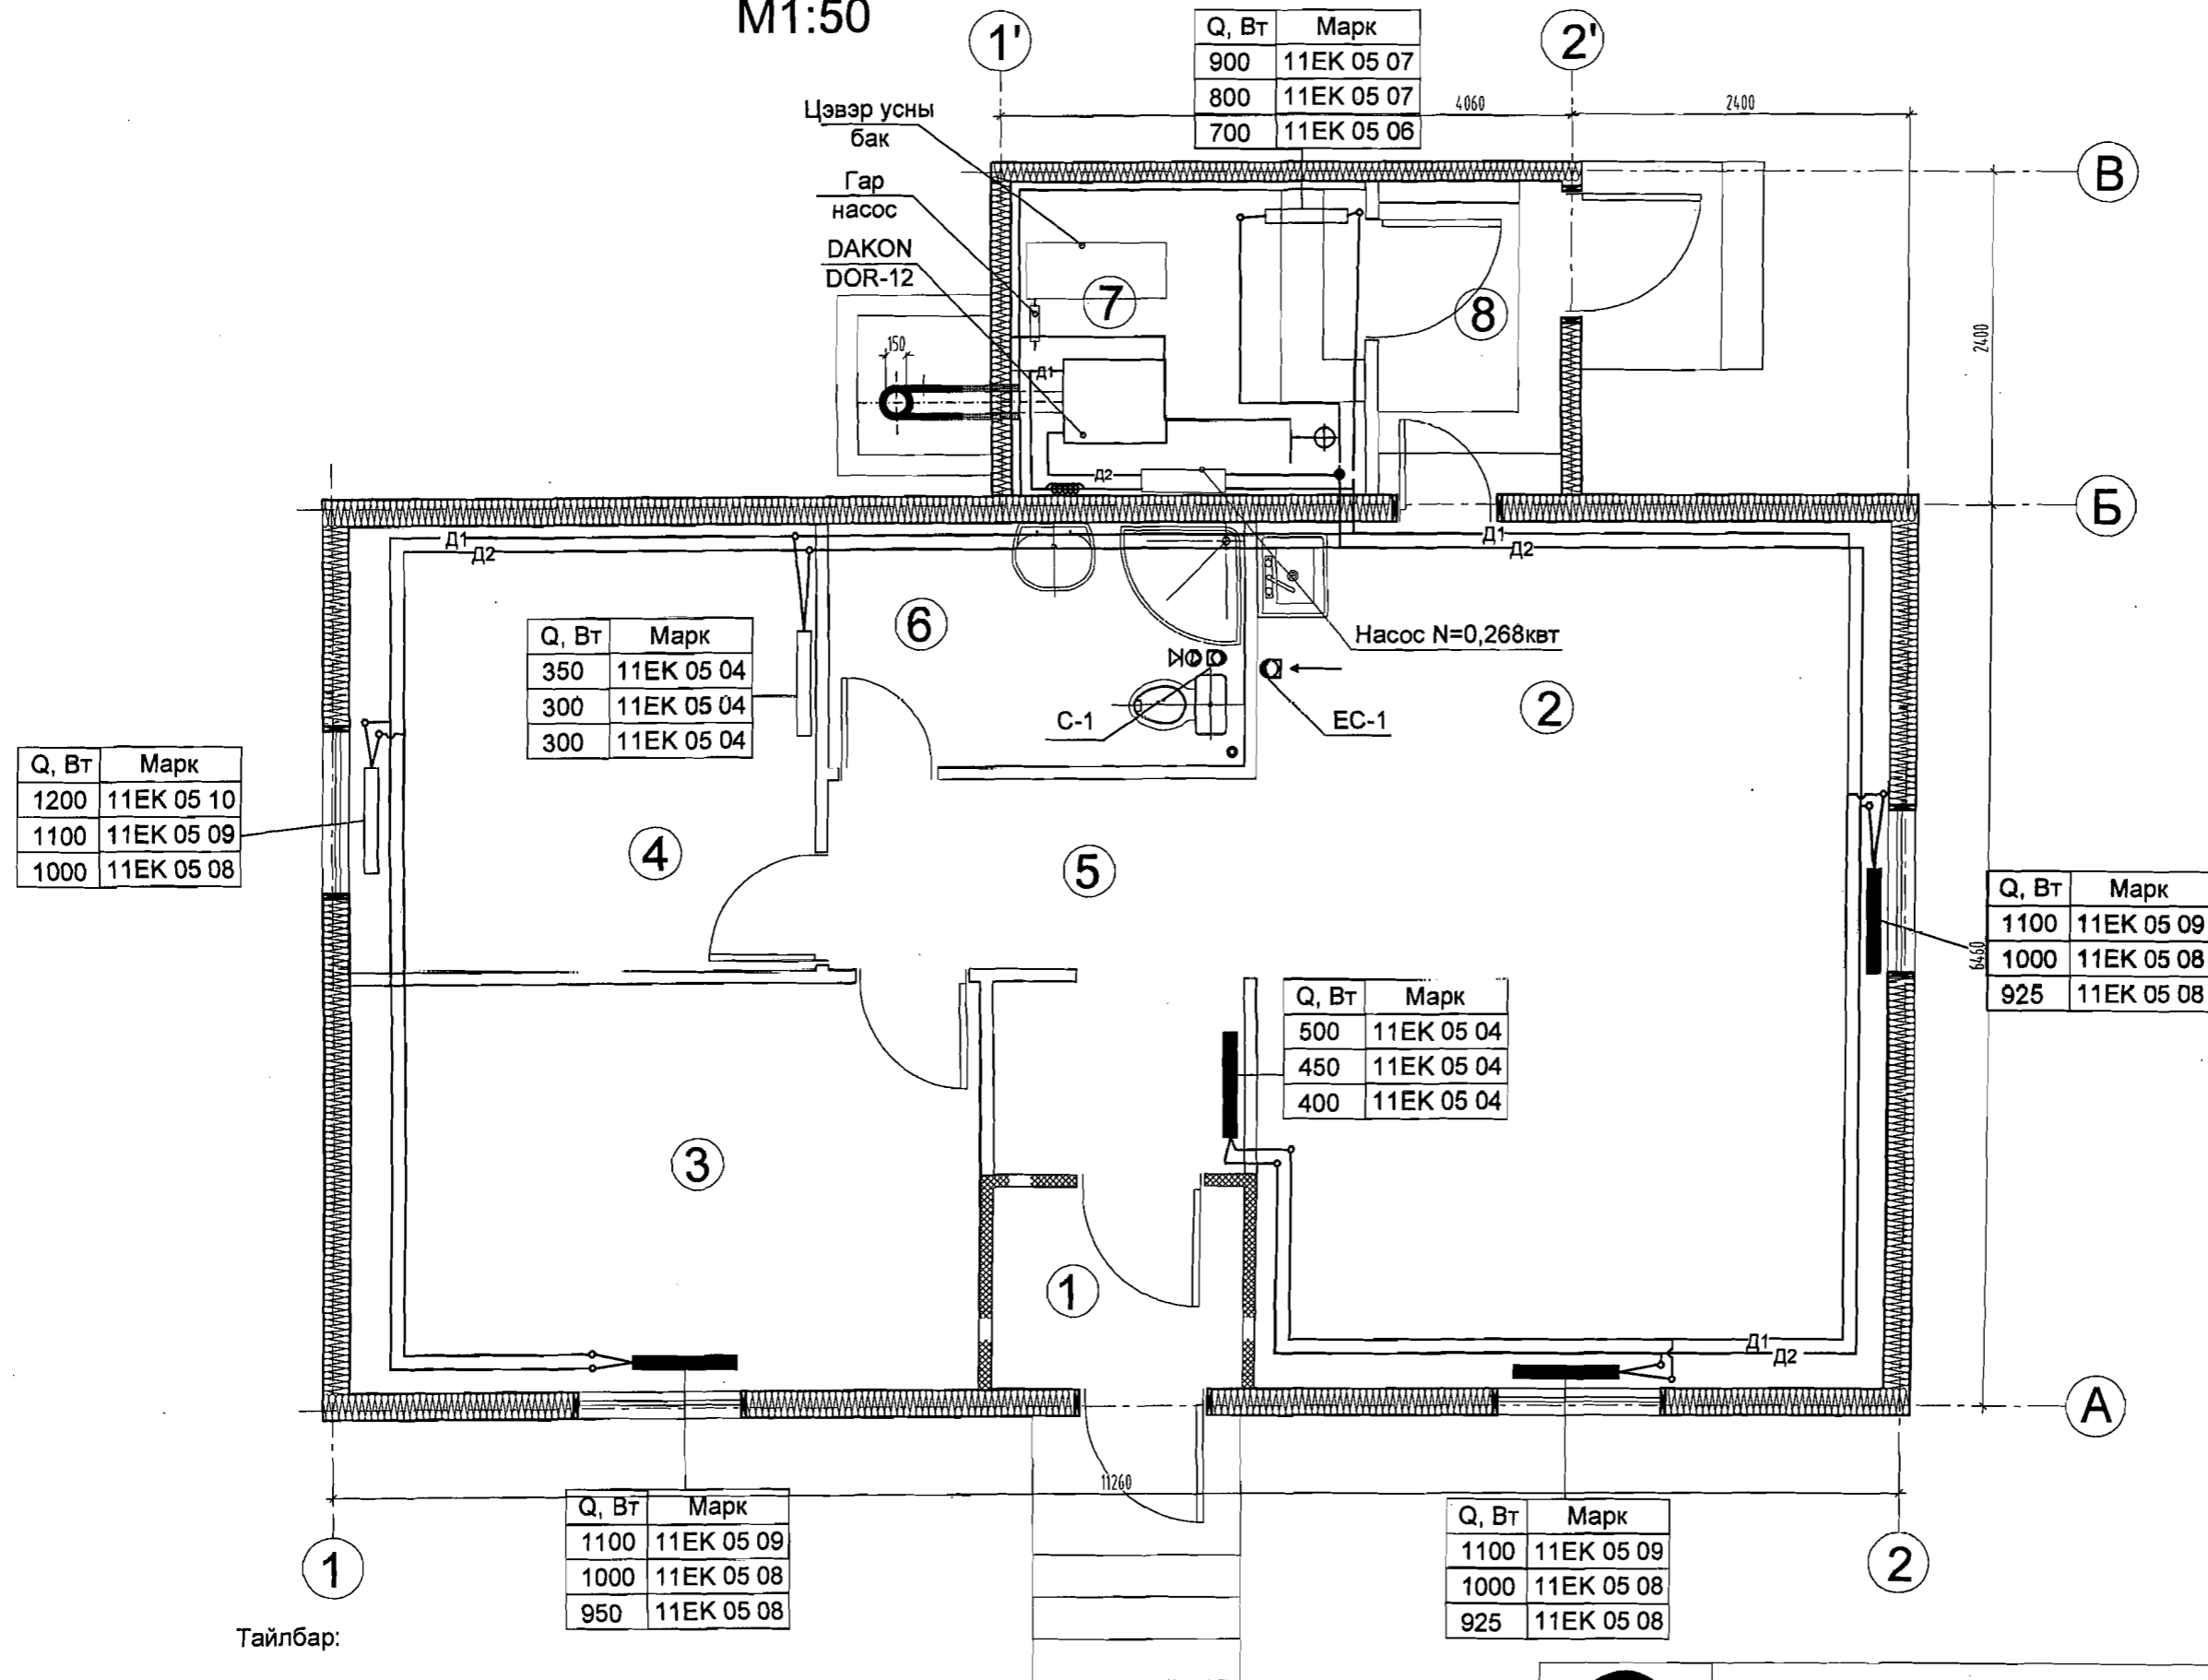 M1:50
1'
2'
Q, Вт Марк
900 11EK 05 07
800 11EK 05 07
700 11EK 05 06
4060
2400
Цэвэр усны
бак
Гар
насос
DAKON
DOR-12
В
7
8
150
2400
Д1
Д2
Б
Д1
Д2
Д1
Д2
6
Насос N=0,268квт
Q, Вт Марк
350 11EK 05 04
300 11EK 05 04
300 11EK 05 04
С-1
ЕС-1
2
Q, Вт Марк
1200 11EK 05 10
1100 11EK 05 09
1000 11EK 05 08
4
5
Q, Вт Марк
1100 11EK 05 09
1000 11EK 05 08
925 11EK 05 08
6460
Q, Вт Марк
500 11EK 05 04
450 11EK 05 04
400 11EK 05 04
3
1
Д1
Д2
А
11260
Q, Вт Марк
1100 11EK 05 09
1000 11EK 05 08
950 11EK 05 08
Q, Вт Марк
1100 11EK 05 09
1000 11EK 05 08
925 11EK 05 08
1
2
Тайлбар: